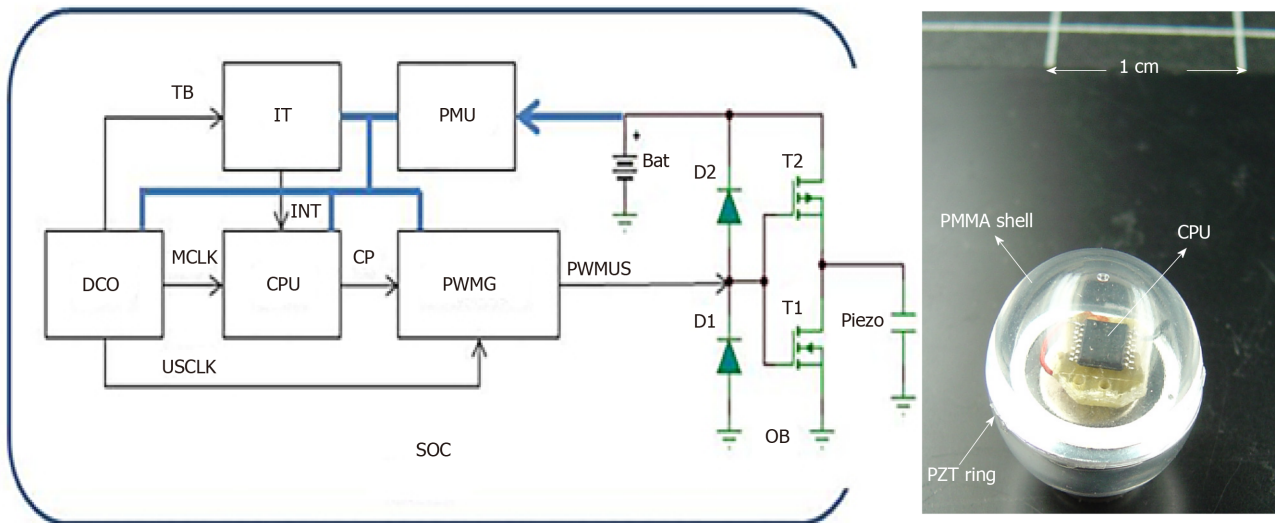 TB
IT
PMU
+
Bat
D2
T2
INT
DCO
MCLK
CPU
CP
PWMG
PWMUS
D1
T1
Piezo
USCLK
OB
SOC
1 cm
PMMA shell
CPU
PZT ring